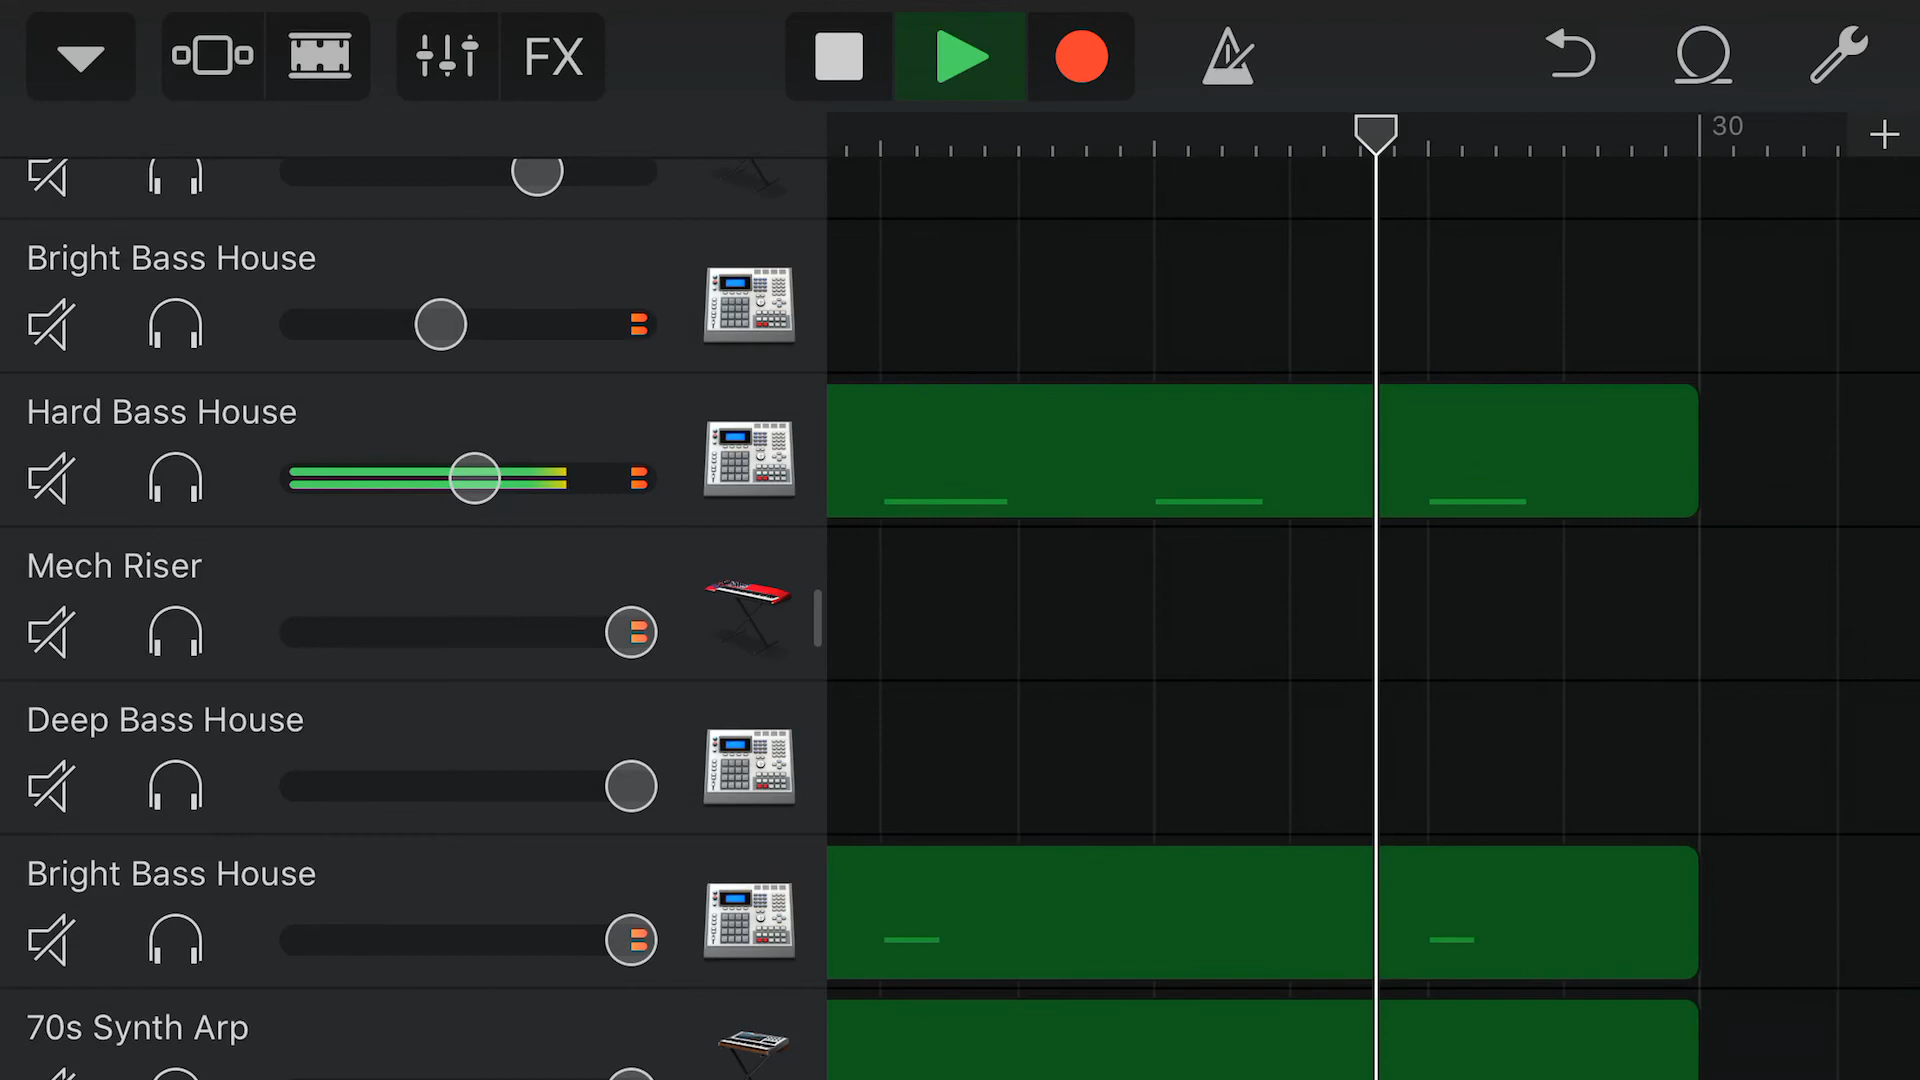 FX
30
Bright Bass House
Hard Bass House
Mech Riser
Deep Bass House
Bright Bass House
70s Synth Arp